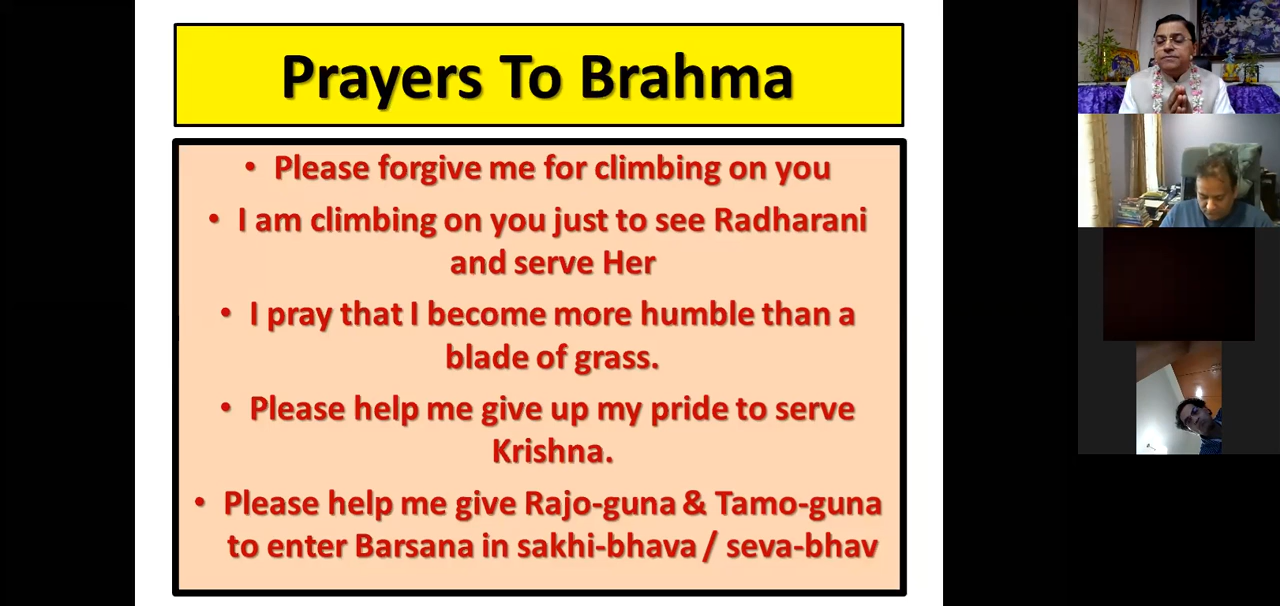 Prayers To Brahma
• Please forgive me for climbing on you
• I am climbing on you just to see Radharani
and serve Her
• I pray that I become more humble than a
blade of grass.
• Please help me give up my pride to serve
Krishna.
• Please help me give Rajo-guna & Tamo-guna
to enter Barsana in sakhi-bhava / seva-bhav